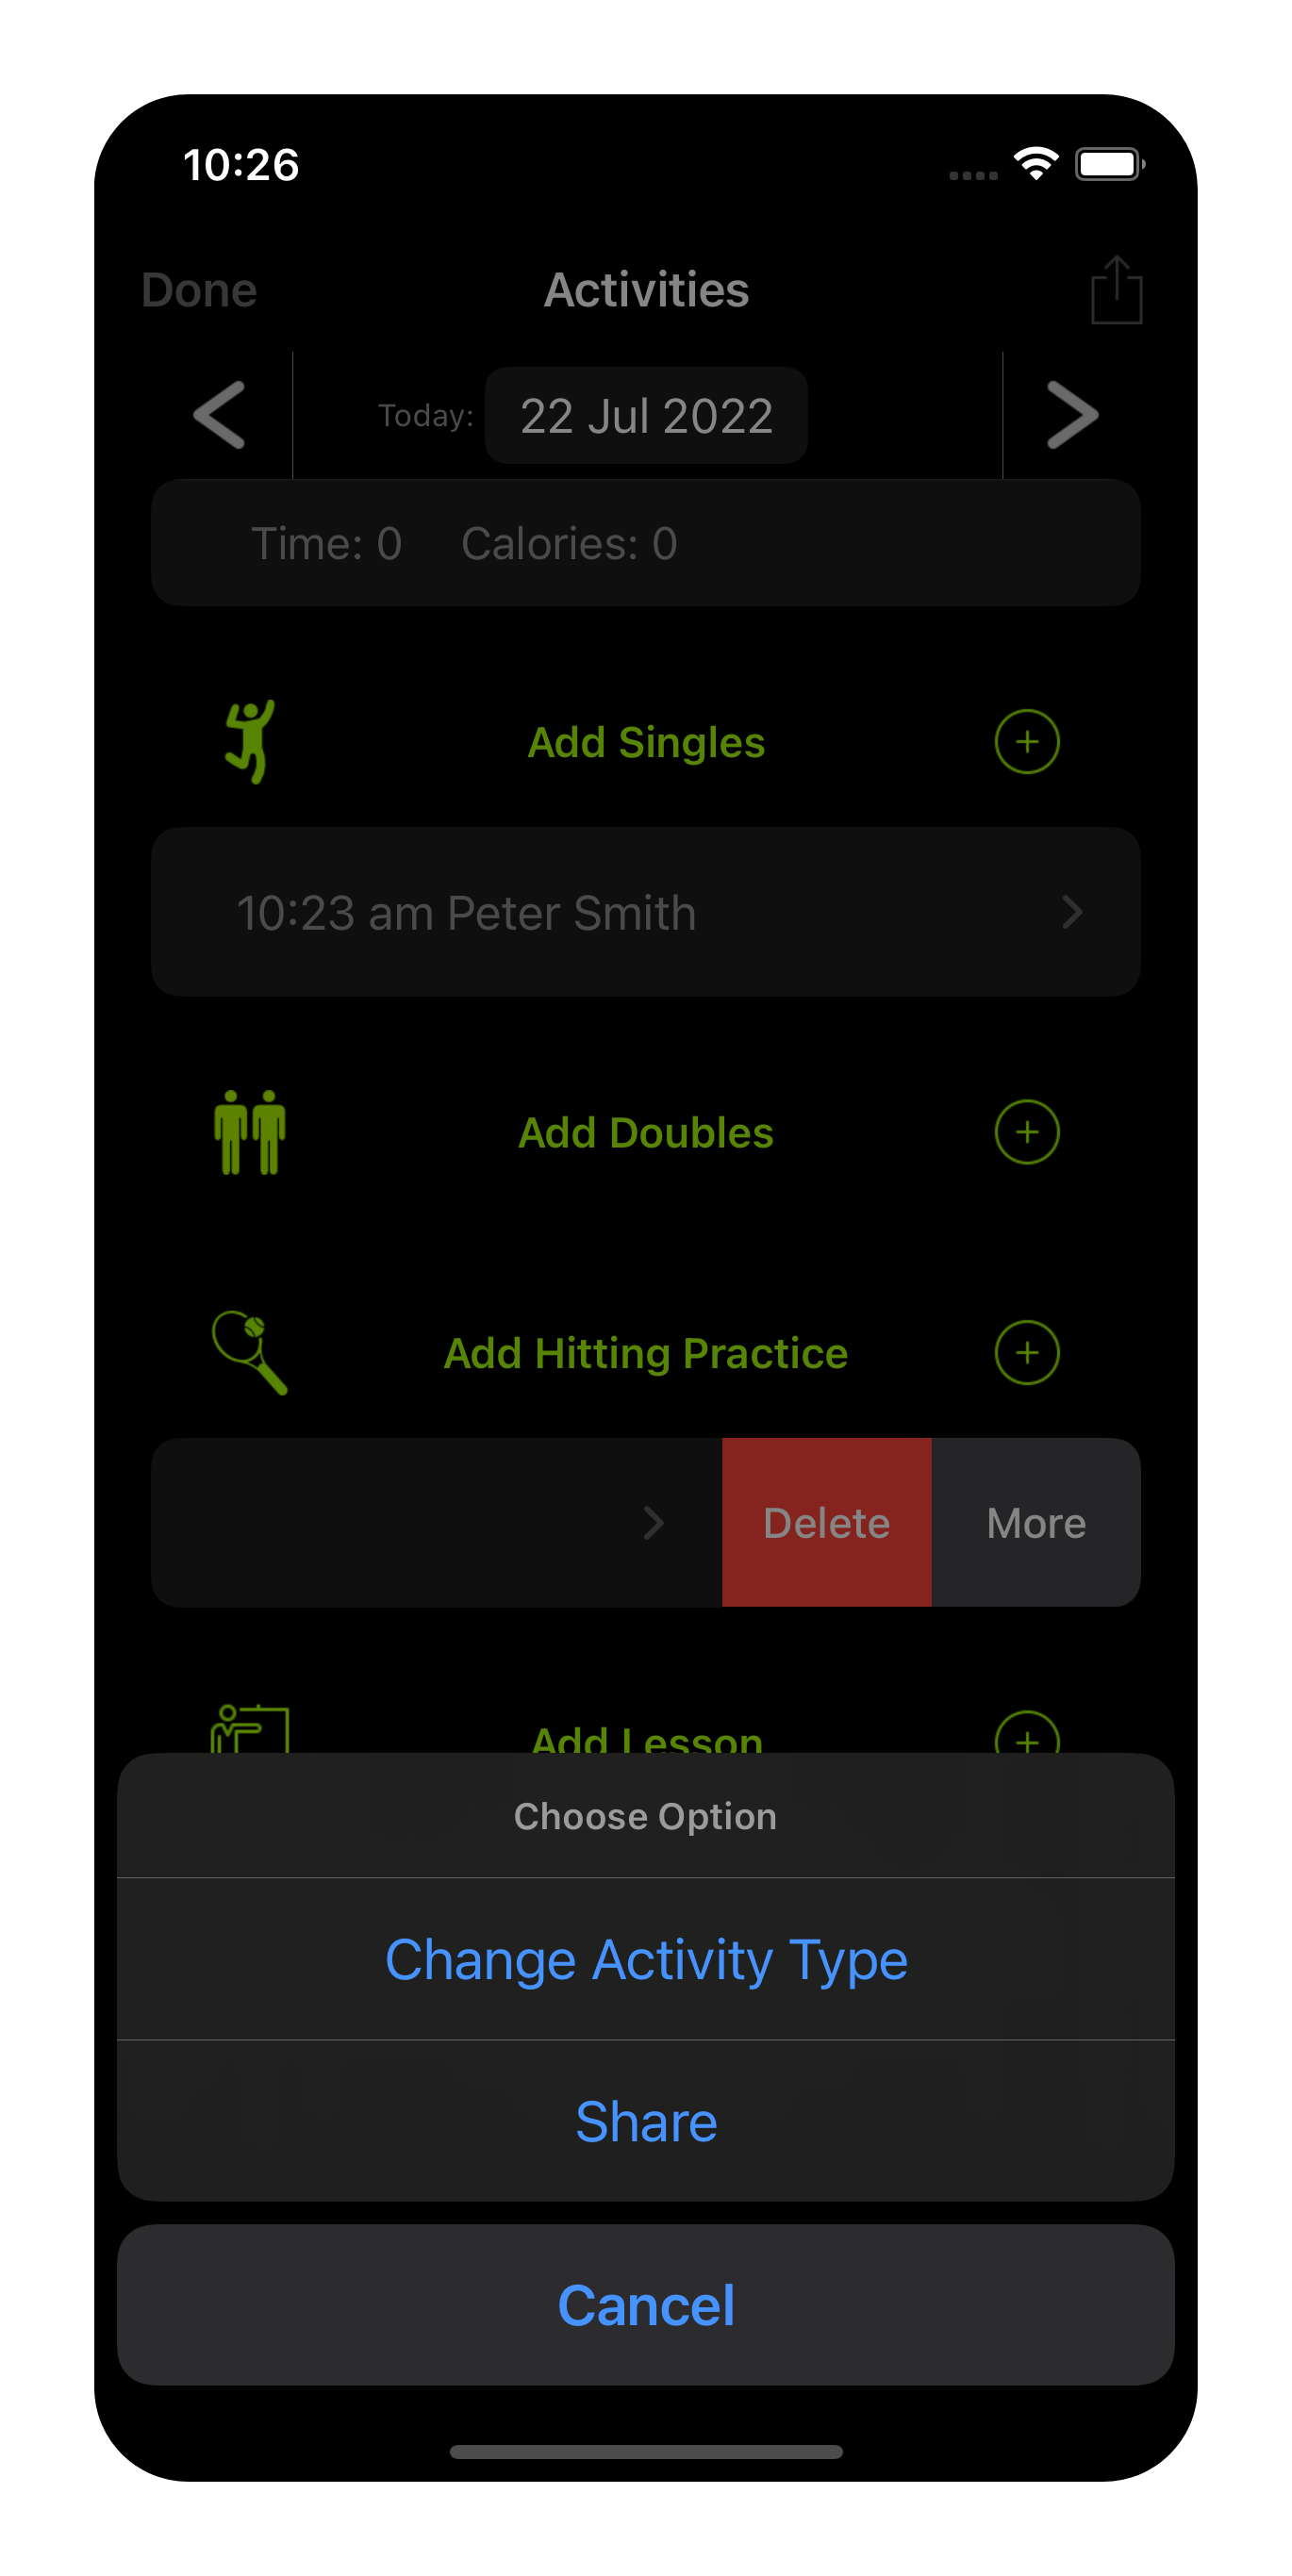 10:26
Done Activities
Today: 22 Jul 2022
Time: 0 Calories: 0
Add Singles
10:23 am Peter Smith
Add Doubles
Add Hitting Practice
Delete More
Add Lesson
Choose Option
Change Activity Type
Share
Cancel